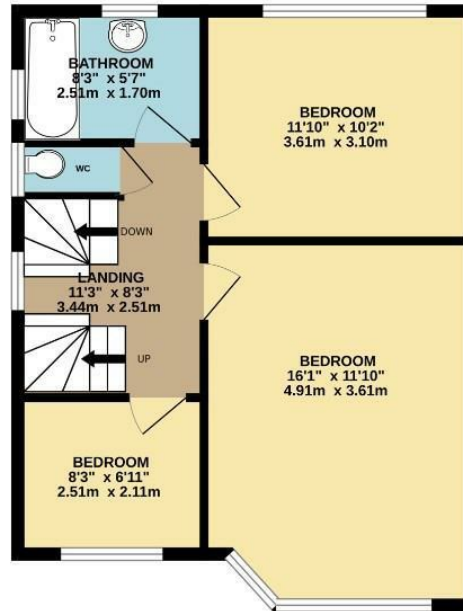 BATHROOM
8'3" x 5'7"
2.51m x 1.70m
BEDROOM
11'10" x 10'2"
3.61m x 3.10m
WC
DOWN
LANDING
11'3" x 8'3"
3.44m x 2.51m
UP
BEDROOM
16'1" x 11'10"
4.91m x 3.61m
BEDROOM
8'3" x 6'11"
2.51m x 2.11m